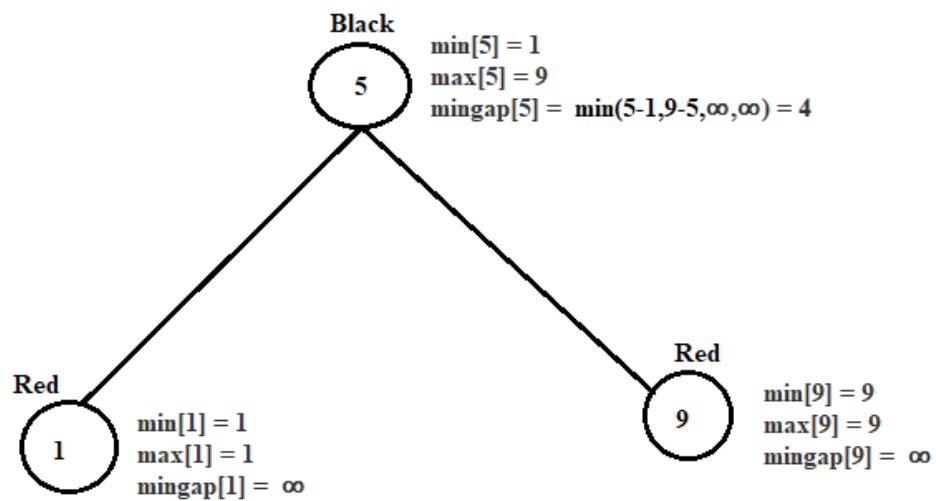 Black
5
min[5] = 1
max[5] = 9
mingap[5] = min(5-1,9-5,∞,∞) = 4
Red
1
min[1] = 1
max[1] = 1
mingap[1] = ∞
Red
9
min[9] = 9
max[9] = 9
mingap[9] = ∞